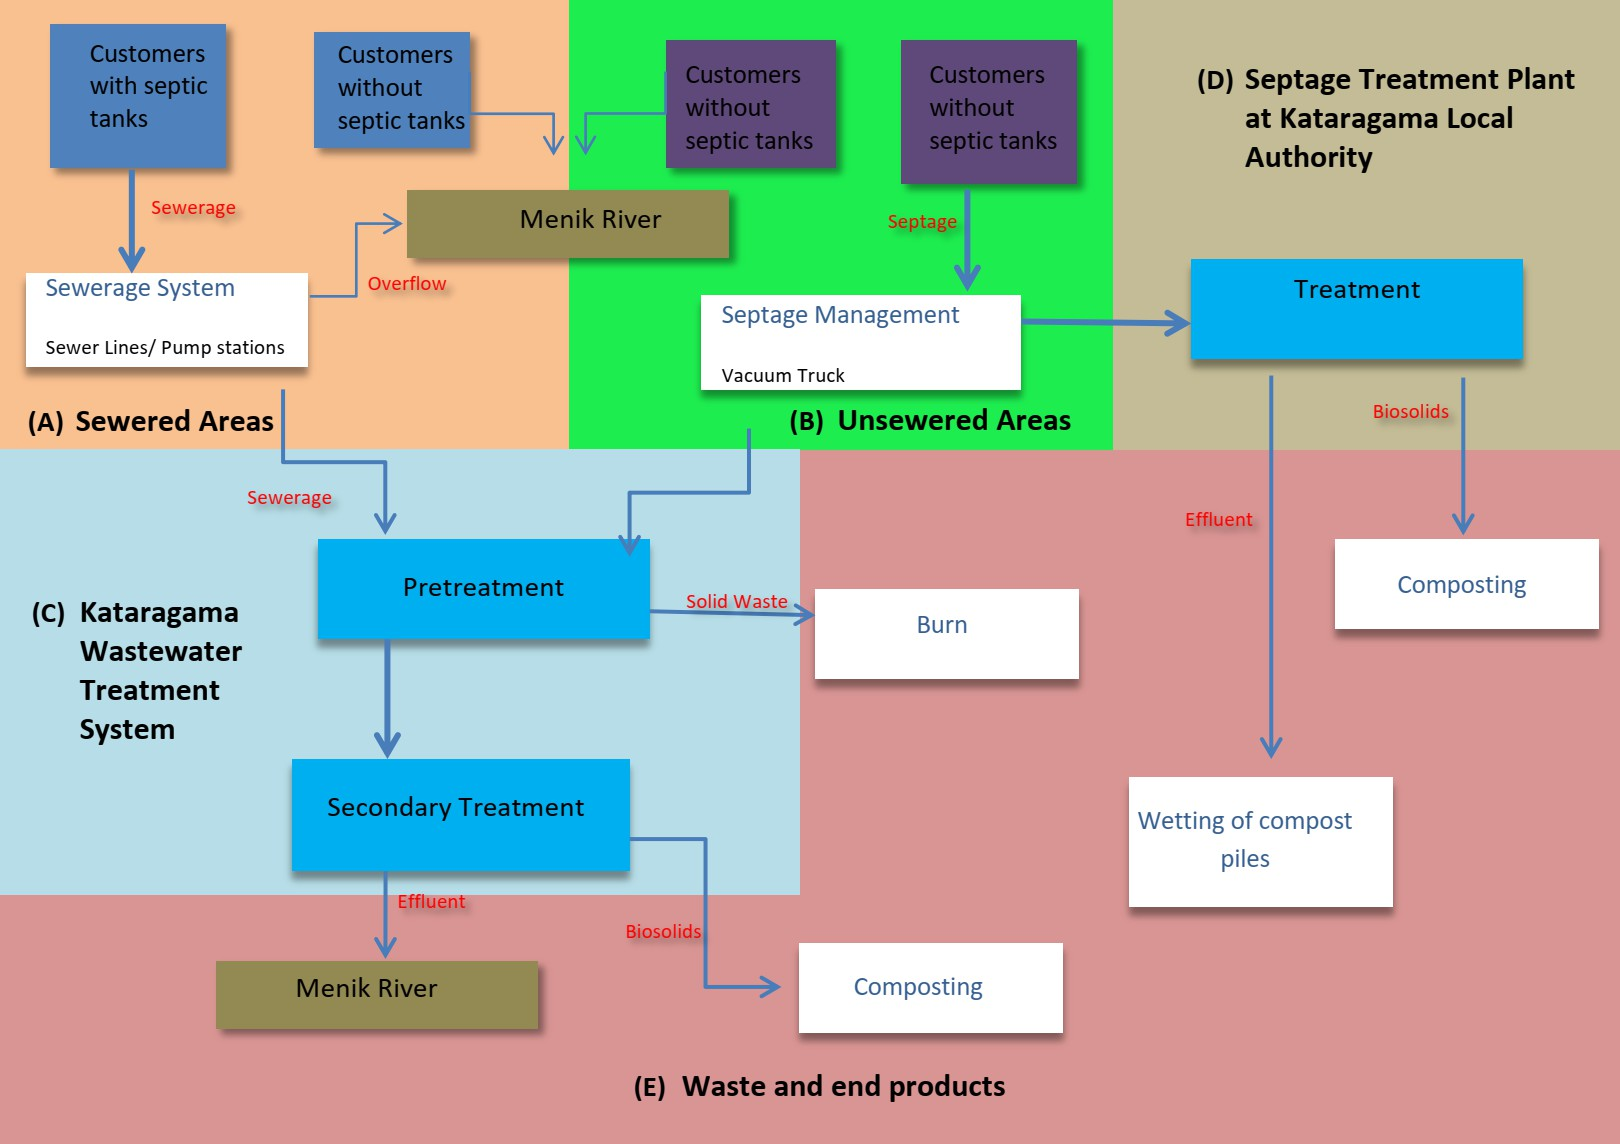 Customers
with septic
tanks
Customers
without
septic tanks
Customers
without
septic tanks
Customers
without
septic tanks
(D) Septage Treatment Plant
at Kataragama Local
Authority
Sewerage
Menik River
Septage
Overflow
Sewerage System
Sewer Lines/ Pump stations
Septage Management
Vacuum Truck
Treatment
(A) Sewered Areas
(B) Unsewered Areas
Biosolids
Sewerage
Effluent
Pretreatment
Solid Waste
Burn
Composting
(C) Kataragama
Wastewater
Treatment
System
Secondary Treatment
Wetting of compost
piles
Effluent
Biosolids
Menik River
Composting
(E) Waste and end products